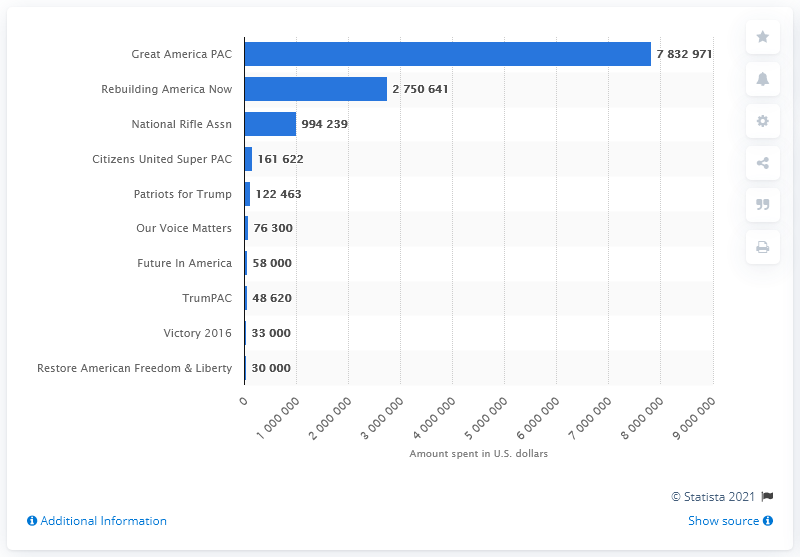 Great America PAC 7 832 971
Rebuilding America Now 2 750 641
National Rifle Assn 994 239
Citizens United Super PAC 161 622
Patriots for Trump 122 463
Our Voice Matters 76 300
Future In America 58 000
TrumPAC 48 620
Victory 2016 33 000
Restore American Freedom & Liberty 30 000
0 1 000 000 2 000 000 3 000 000 4 000 000 5 000 000 6 000 000 7 000 000 8 000 000 9 000 000
Amount spent in U.S. dollars
© Statista 2021
Additional Information Show source